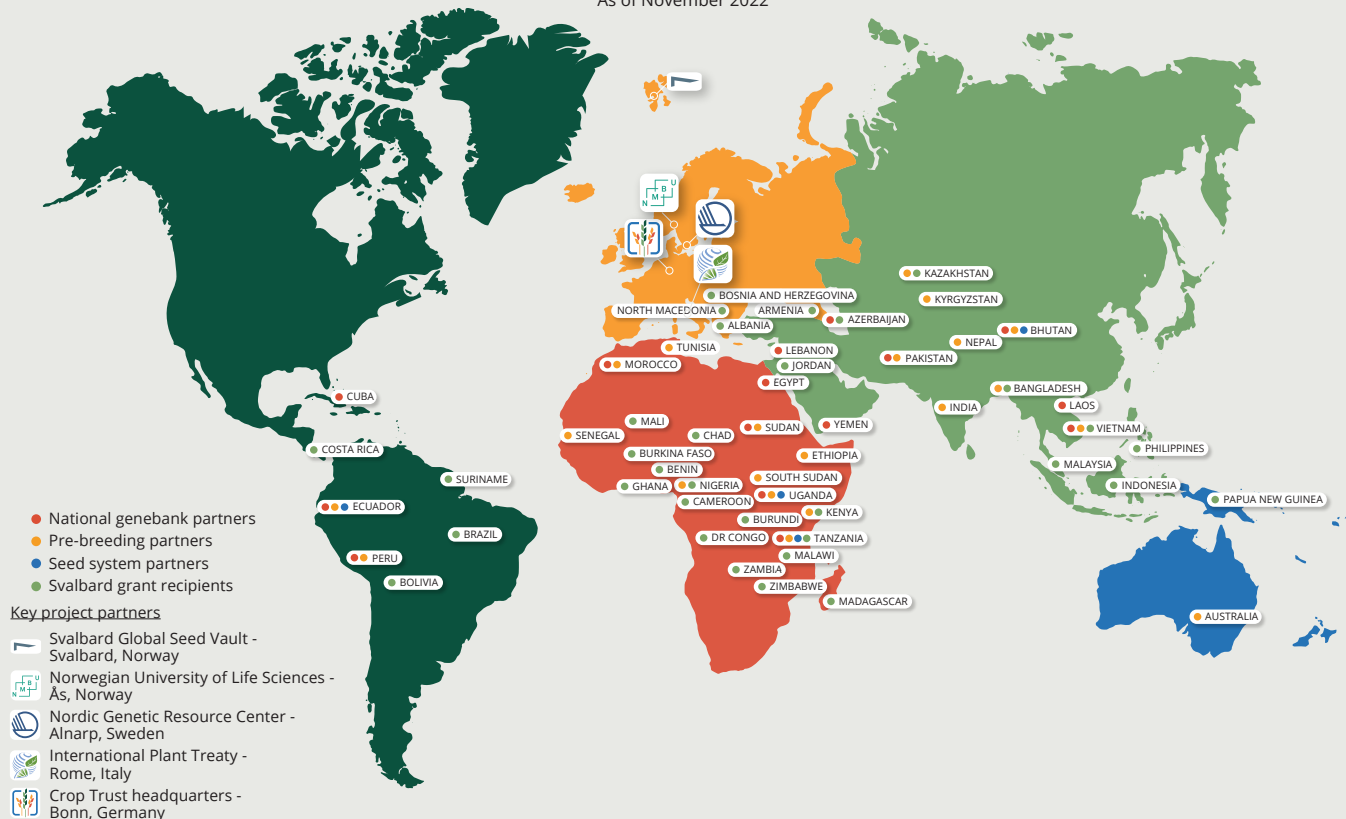 As of November 2022
KAZAKHSTAN
BOSNIA AND HERZEGOVINA
KYRGYZSTAN
NORTH MACEDONIA
ARMENIA
AZERBAIJAN
ALBANIA
BHUTAN
NEPAL
TUNISIA
LEBANON
PAKISTAN
MOROCCO
JORDAN
EGYPT
BANGLADESH
CUBA
INDIA
LAOS
MALI
SUDAN
YEMEN
VIETNAM
SENEGAL
CHAD
COSTA RICA
BURKINA FASO
ETHIOPIA
PHILIPPINES
BENIN
MALAYSIA
SURINAME
SOUTH SUDAN
GHANA
NIGERIA
INDONESIA
UGANDA
PAPUA NEW GUINEA
CAMEROON
ECUADOR
KENYA
BURUNDI
BRAZIL
DR CONGO
TANZANIA
PERU
MALAWI
ZAMBIA
BOLIVIA
ZIMBABWE
MADAGASCAR
AUSTRALIA
National genebank partners
Pre-breeding partners
Seed system partners
Svalbard grant recipients
Key project partners
Svalbard Global Seed Vault -
Svalbard, Norway
N M B U
Norwegian University of Life Sciences -
Ås, Norway
Nordic Genetic Resource Center -
Alnarp, Sweden
International Plant Treaty -
Rome, Italy
Crop Trust headquarters -
Bonn, Germany
N M B U